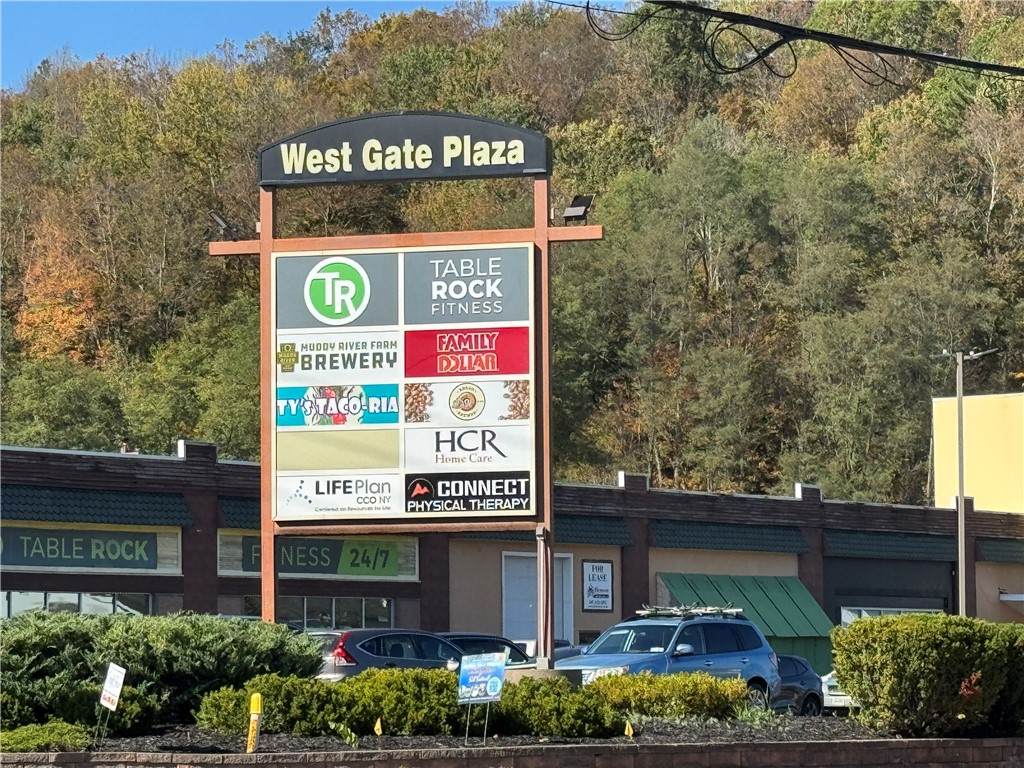 West Gate Plaza
TR
TABLE
ROCK
FITNESS
MUDDY RIVER FARM
BREWERY
FAMILY
DOLLAR
TY'S TACO-RIA
HCR
Home Care
LIFEPlan
CCO NY
CONNECT
PHYSICAL THERAPY
TABLE ROCK
FITNESS 24/7
FOR
LEASE